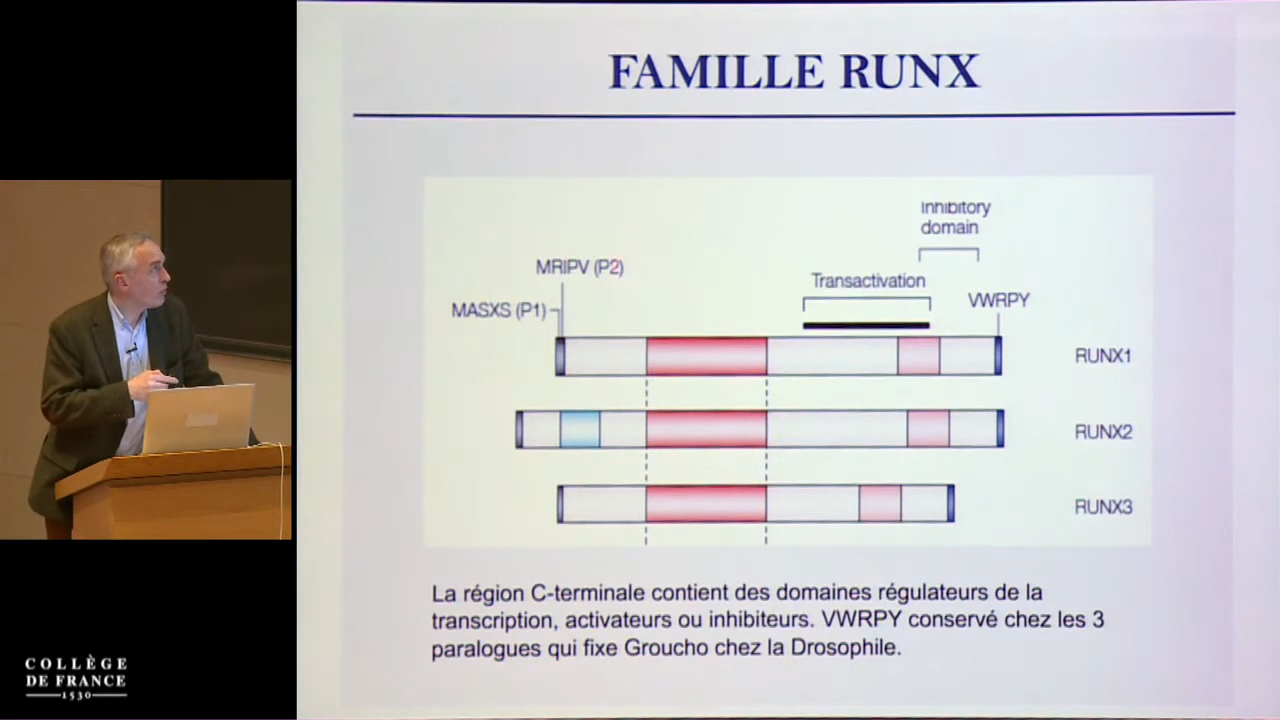 FAMILLE RUNX
Inhibitory
domain
MRIPV (P2)
Transactivation
MASXS (P1)
VWRPY
RUNX1
RUNX2
RUNX3
La région C-terminale contient des domaines régulateurs de la
transcription, activateurs ou inhibiteurs. VWRPY conservé chez les 3
paralogues qui fixe Groucho chez la Drosophile.
COLLÈGE
DE FRANCE
1530